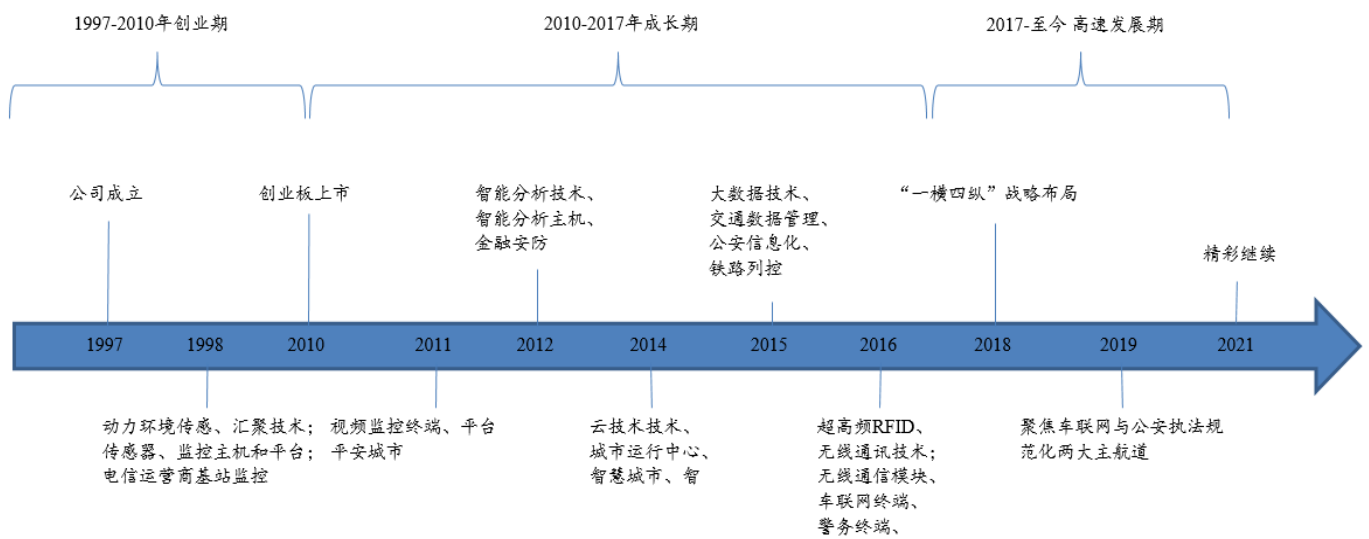 1997-2010年创业期
2010-2017年成长期
2017-至今 高速发展期
公司成立
创业板上市
智能分析技术、
智能分析主机、
金融安防
大数据技术、
交通数据管理、
公安信息化、
铁路列控
“一横四纵”战略布局
精彩继续
1997
1998
2010
2011
2012
2014
2015
2016
2018
2019
2021
动力环境传感、汇聚技术；
传感器、监控主机和平台；
电信运营商基站监控
视频监控终端、平台
平安城市
云技术技术、
城市运行中心、
智慧城市、智
超高频RFID、
无线通讯技术；
无线通信模块、
车联网终端、
警务终端、
聚焦车联网与公安执法规
范化两大主航道